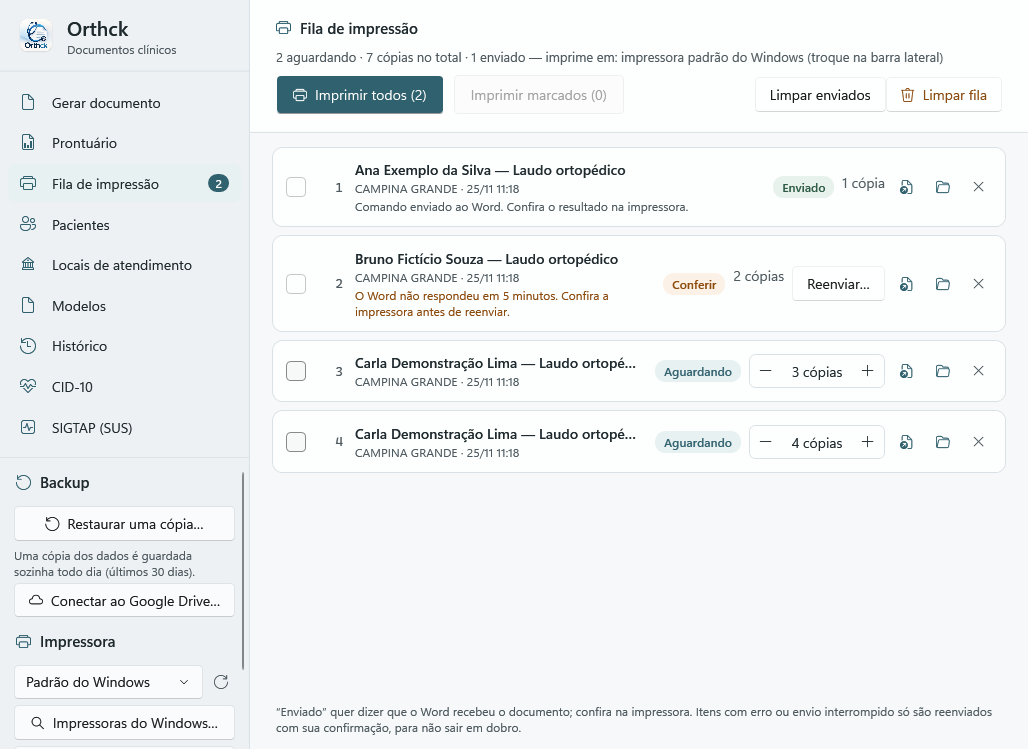 Orthck
Orthck
Documentos clínicos
Gerar documento
Prontuário
Fila de impressão 2
Pacientes
Locais de atendimento
Modelos
Histórico
CID-10
SIGTAP (SUS)
Backup
Restaurar uma cópia...
Uma cópia dos dados é guardada
sozinha todo dia (últimos 30 dias).
Conectar ao Google Drive...
Impressora
Padrão do Windows
Impressoras do Windows...
Fila de impressão
2 aguardando · 7 cópias no total · 1 enviado — imprime em: impressora padrão do Windows (troque na barra lateral)
Imprimir todos (2) Imprimir marcados (0) Limpar enviados Limpar fila
1 Ana Exemplo da Silva — Laudo ortopédico
CAMPINA GRANDE · 25/11 11:18
Comando enviado ao Word. Confira o resultado na impressora.
Enviado 1 cópia
2 Bruno Fictício Souza — Laudo ortopédico
CAMPINA GRANDE · 25/11 11:18
O Word não respondeu em 5 minutos. Confira a
impressora antes de reenviar.
Conferir 2 cópias Reenviar...
3 Carla Demonstração Lima — Laudo ortopé...
CAMPINA GRANDE · 25/11 11:18
Aguardando — 3 cópias +
4 Carla Demonstração Lima — Laudo ortopé...
CAMPINA GRANDE · 25/11 11:18
Aguardando — 4 cópias +
"Enviado" quer dizer que o Word recebeu o documento; confira na impressora. Itens com erro ou envio interrompido só são reenviados
com sua confirmação, para não sair em dobro.